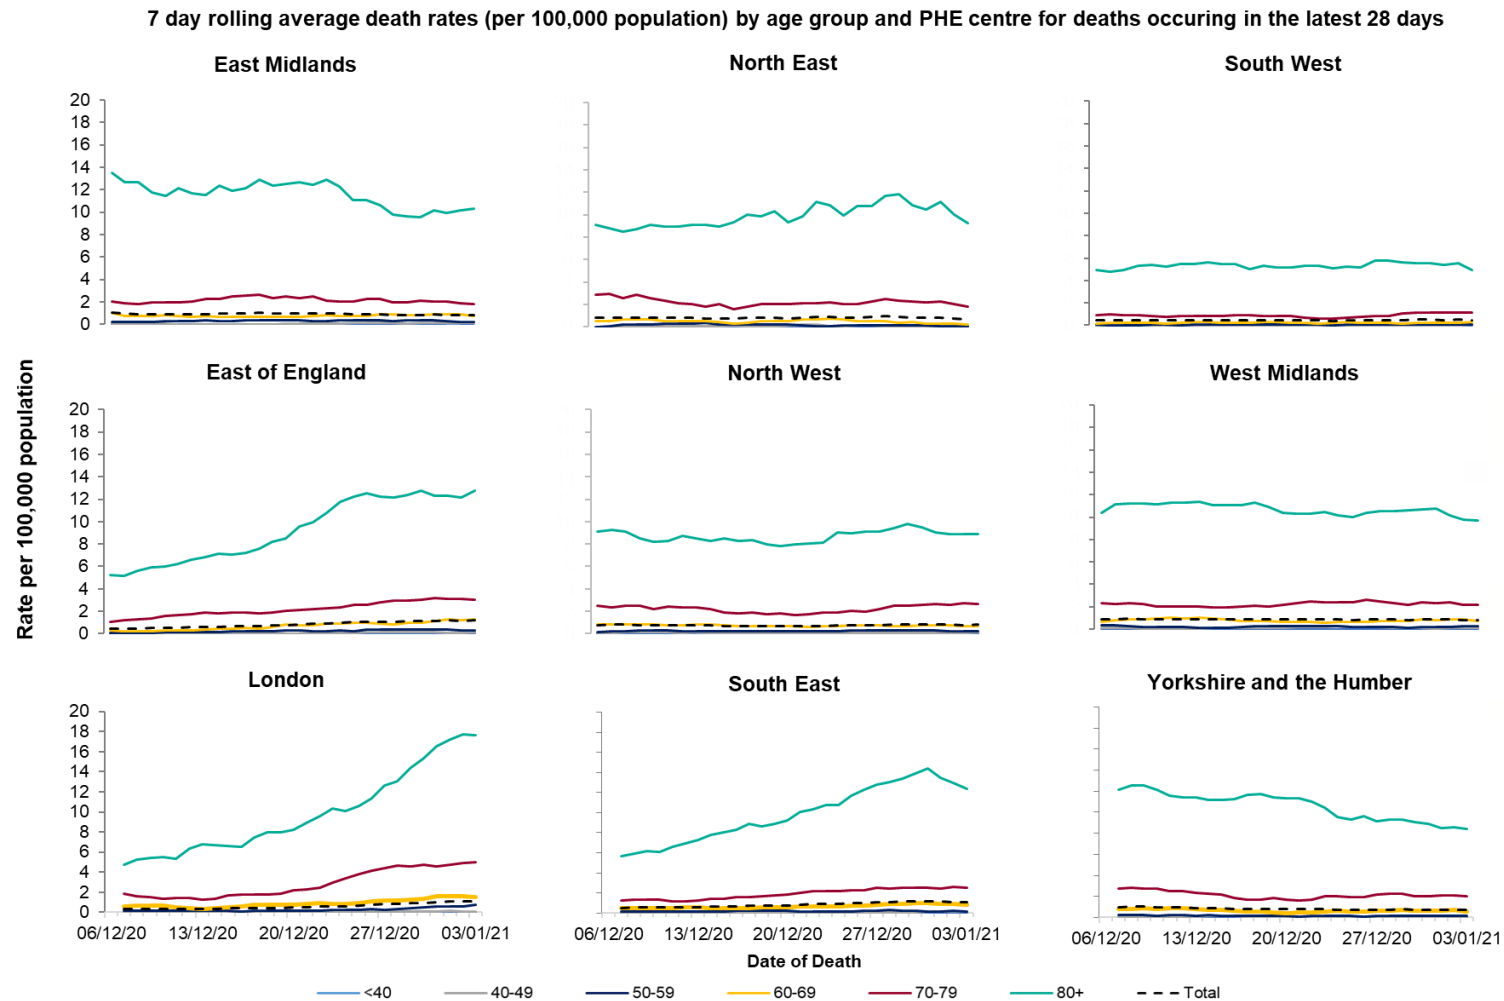 7 day rolling average death rates (per 100,000 population) by age group and PHE centre for deaths occuring in the latest 28 days
East Midlands
North East
South West
20
18
16
14
12
10
8
6
4
2
0
Rate per 100,000 population
East of England
North West
West Midlands
20
18
16
14
12
10
8
6
4
2
0
London
South East
Yorkshire and the Humber
20
18
16
14
12
10
8
6
4
2
0
06/12/20 13/12/20 20/12/20 27/12/20 03/01/21
06/12/20 13/12/20 20/12/20 27/12/20 03/01/21
06/12/20 13/12/20 20/12/20 27/12/20 03/01/21
Date of Death
<40 40-49 50-59 60-69 70-79 80+ Total